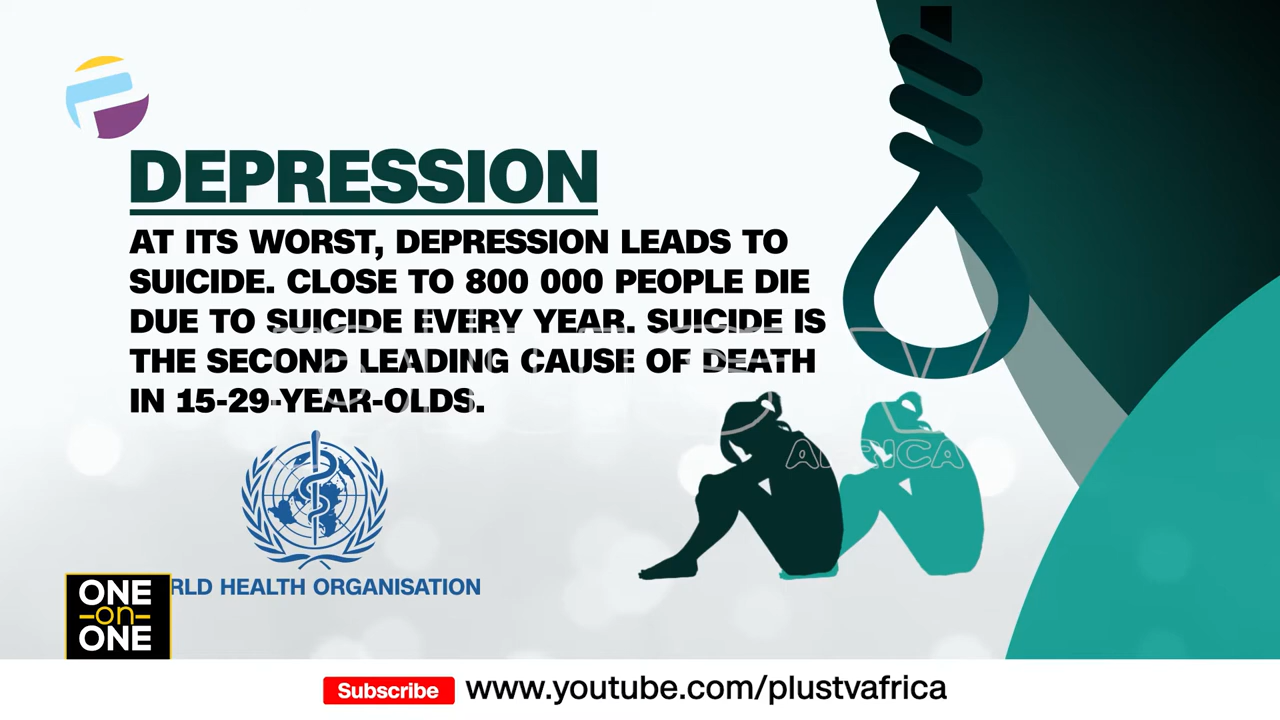 DEPRESSION
AT ITS WORST, DEPRESSION LEADS TO
SUICIDE. CLOSE TO 800 000 PEOPLE DIE
DUE TO SUICIDE EVERY YEAR. SUICIDE IS
THE SECOND LEADING CAUSE OF DEATH
IN 15-29-YEAR-OLDS.
AFRICA
RLD HEALTH ORGANISATION
ONE
-on-
ONE
Subscribe www.youtube.com/plustvafrica